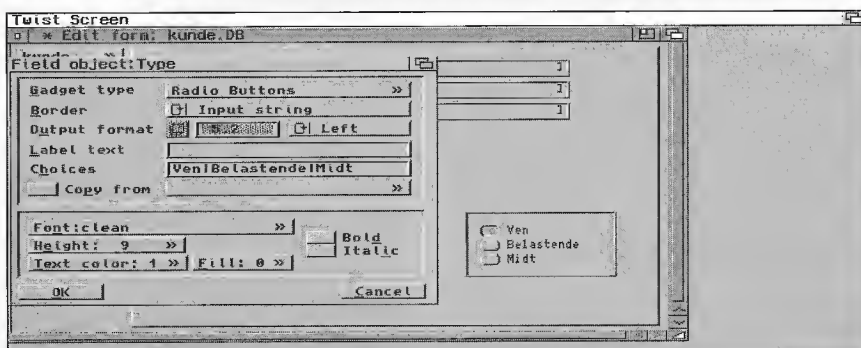 Twist Screen
* Edit form: kunde.DB
Field object:Type
Gadget type Radio Buttons »
Border Input string
Output format Left
Label text
Choices Ven|Belastende|Midt
Copy from »
Font:clean »
Height: 9 »
Text color: 1 » Fill: 0 »
Bold
Italic
OK Cancel
Ven
Belastende
Midt